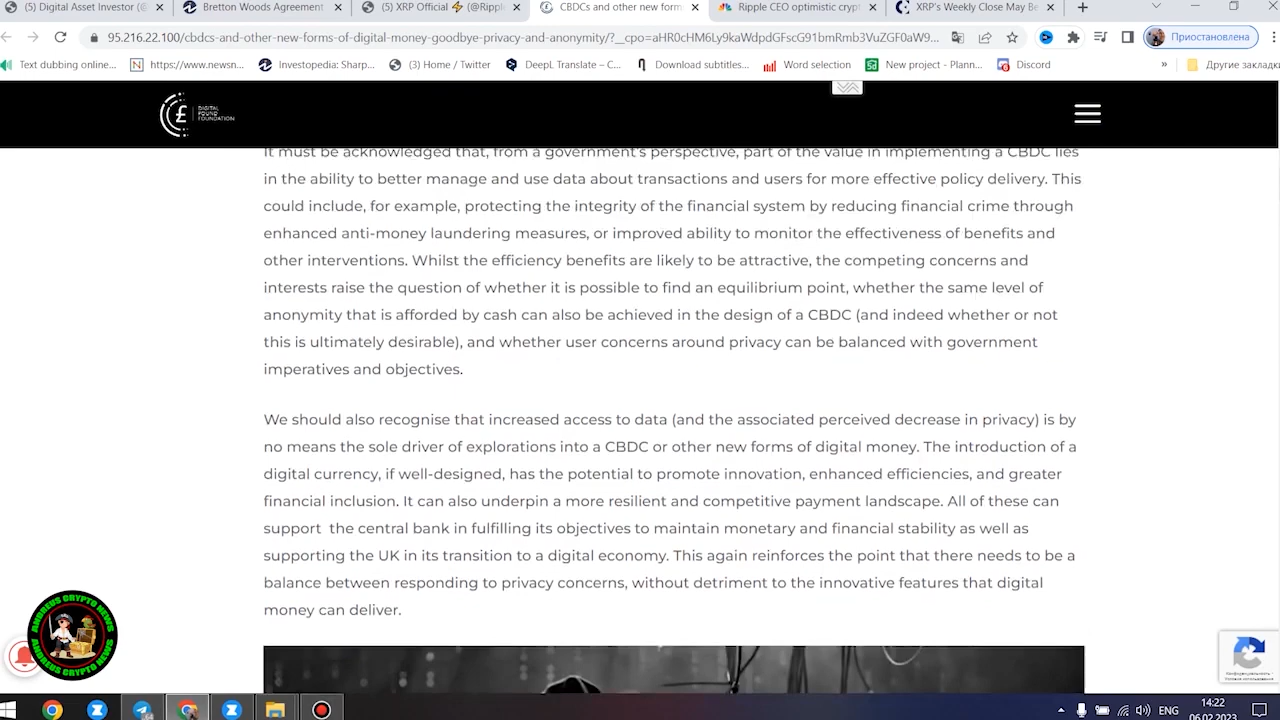 (5) Digital Asset Investor (@
Bretton Woods Agreement
(5) XRP Official ⚡ (@Ripple
CBDCs and other new form
Ripple CEO optimistic crypt
XRP's Weekly Close May Be
95.216.22.100/cbdcs-and-other-new-forms-of-digital-money-goodbye-privacy-and-anonymity/?__cpo=aHR0cHM6Ly9kaWdpdGFscG91bmRmb3VuZGF0aW9...
Приостановлена
Text dubbing online...
https://www.newsn...
Investopedia: Sharp...
(3) Home / Twitter
DeepL Translate – C...
Download subtitles...
Word selection
New project - Plann...
Discord
»
Другие закладки
DIGITAL
POUND
FOUNDATION
It must be acknowledged that, from a government's perspective, part of the value in implementing a CBDC lies
in the ability to better manage and use data about transactions and users for more effective policy delivery. This
could include, for example, protecting the integrity of the financial system by reducing financial crime through
enhanced anti-money laundering measures, or improved ability to monitor the effectiveness of benefits and
other interventions. Whilst the efficiency benefits are likely to be attractive, the competing concerns and
interests raise the question of whether it is possible to find an equilibrium point, whether the same level of
anonymity that is afforded by cash can also be achieved in the design of a CBDC (and indeed whether or not
this is ultimately desirable), and whether user concerns around privacy can be balanced with government
imperatives and objectives.
We should also recognise that increased access to data (and the associated perceived decrease in privacy) is by
no means the sole driver of explorations into a CBDC or other new forms of digital money. The introduction of a
digital currency, if well-designed, has the potential to promote innovation, enhanced efficiencies, and greater
financial inclusion. It can also underpin a more resilient and competitive payment landscape. All of these can
support the central bank in fulfilling its objectives to maintain monetary and financial stability as well as
supporting the UK in its transition to a digital economy. This again reinforces the point that there needs to be a
balance between responding to privacy concerns, without detriment to the innovative features that digital
money can deliver.
ANDREUS CRYPTO NEWS
ANDREUS CRYPTO NEWS
Конфиденциальность -
Условия использования
ENG
14:22
06.02.2023